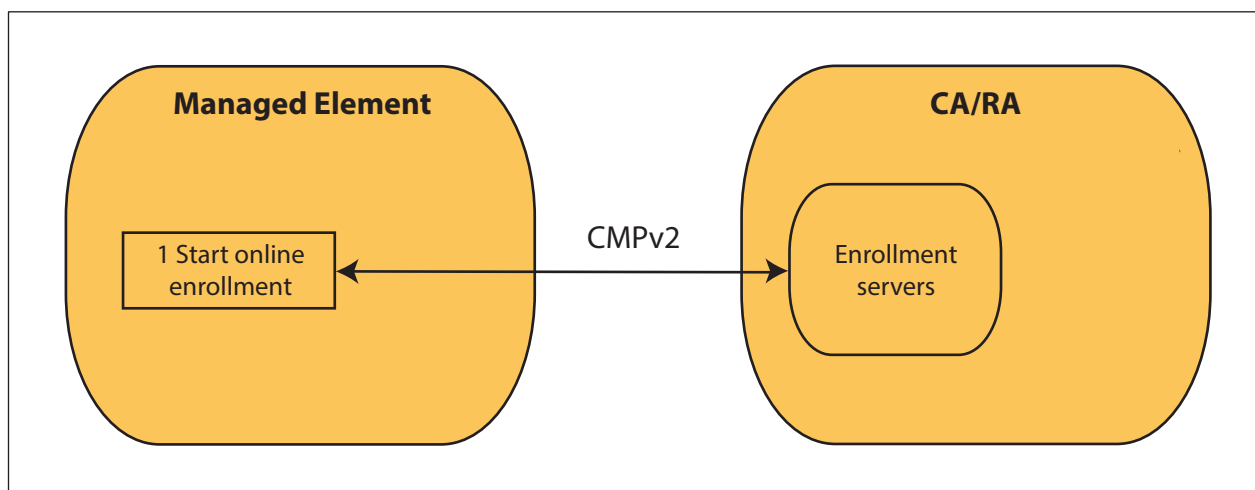 Managed Element
CA/RA
CMPv2
1 Start online
enrollment
Enrollment
servers